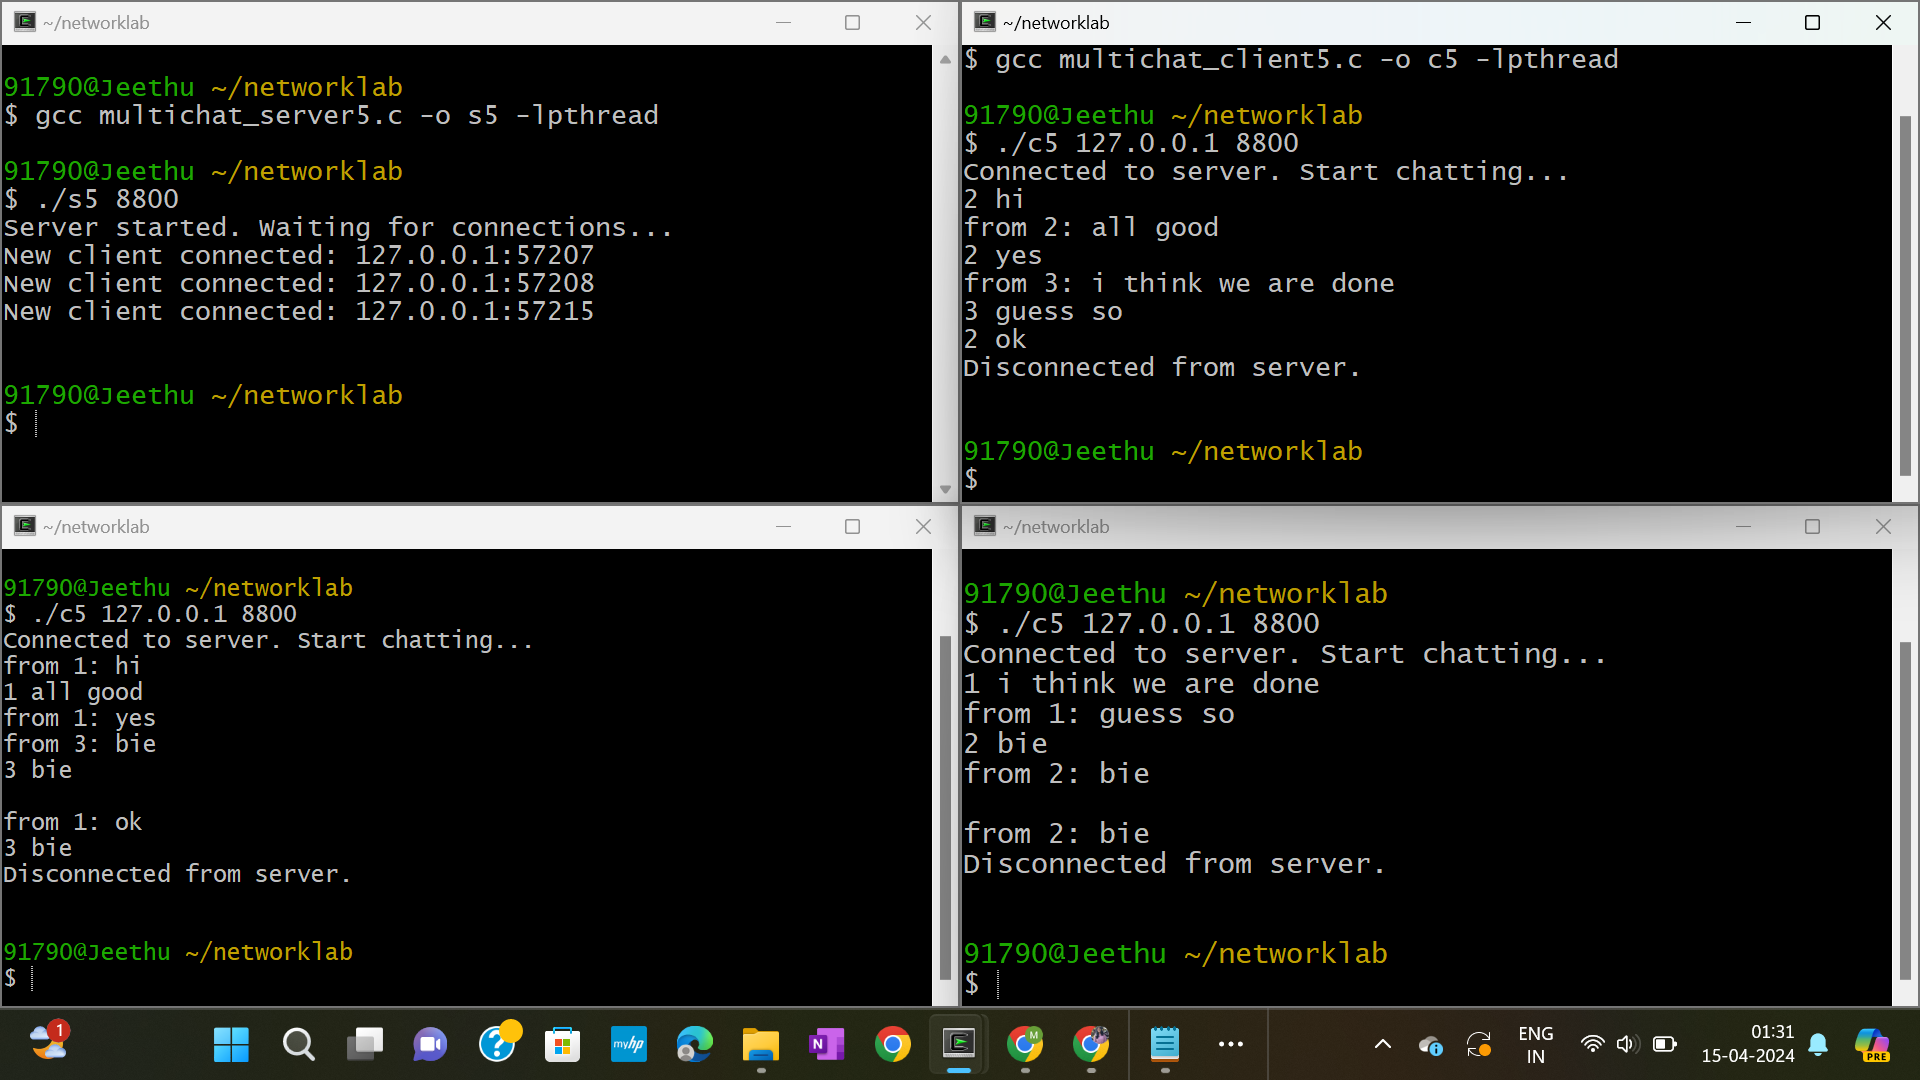 ~/networklab
91790@Jeethu ~/networklab
$ gcc multichat_server5.c -o s5 -lpthread
91790@Jeethu ~/networklab
$ ./s5 8800
Server started. Waiting for connections...
New client connected: 127.0.0.1:57207
New client connected: 127.0.0.1:57208
New client connected: 127.0.0.1:57215
91790@Jeethu ~/networklab
$
~/networklab
$ gcc multichat_client5.c -o c5 -lpthread
91790@Jeethu ~/networklab
$ ./c5 127.0.0.1 8800
Connected to server. Start chatting...
2 hi
from 2: all good
2 yes
from 3: i think we are done
3 guess so
2 ok
Disconnected from server.
91790@Jeethu ~/networklab
$
~/networklab
91790@Jeethu ~/networklab
$ ./c5 127.0.0.1 8800
Connected to server. Start chatting...
from 1: hi
1 all good
from 1: yes
from 3: bie
3 bie
from 1: ok
3 bie
Disconnected from server.
91790@Jeethu ~/networklab
$
~/networklab
91790@Jeethu ~/networklab
$ ./c5 127.0.0.1 8800
Connected to server. Start chatting...
1 i think we are done
from 1: guess so
2 bie
from 2: bie
from 2: bie
Disconnected from server.
91790@Jeethu ~/networklab
$
1
myhp
N
M
ENG
IN
01:31
15-04-2024
PRE